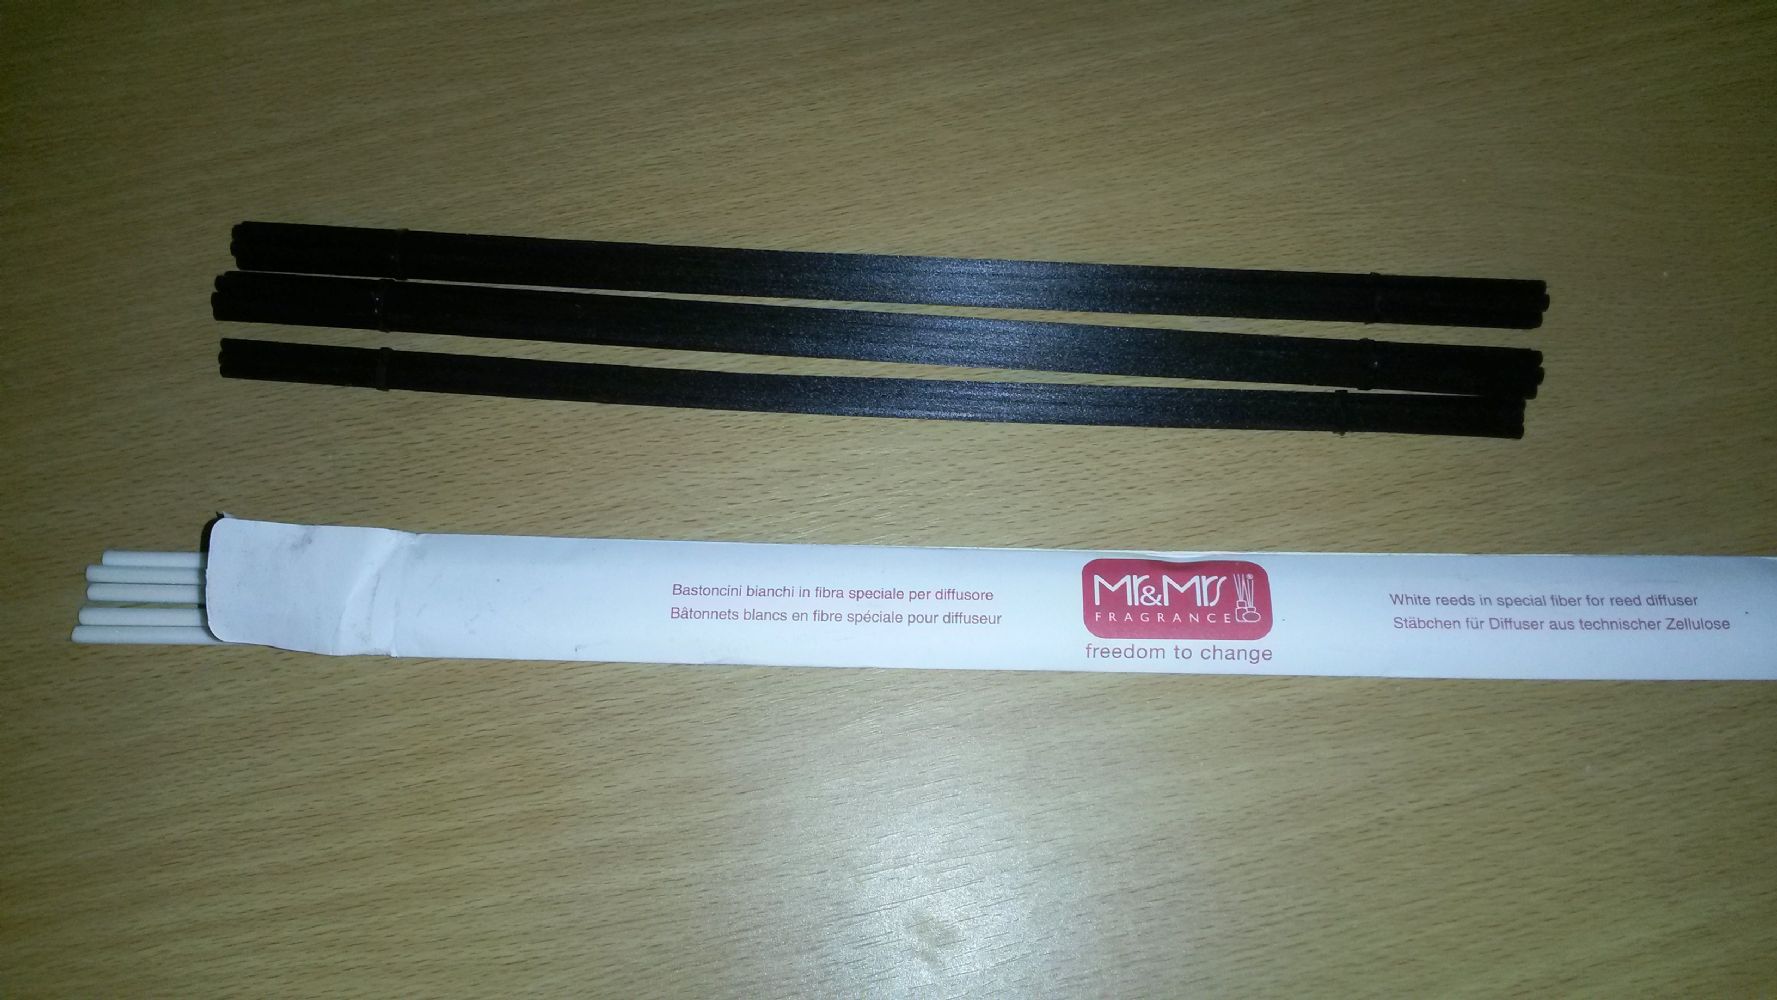 Bastoncini bianchi in fibra speciale per diffusore
Bâtonnets blancs en fibre spéciale pour diffuseur
Mr&Mrs
FRAGRANCE
freedom to change
White reeds in special fiber for reed diffuser
Stäbchen für Diffuser aus technischer Zellulose